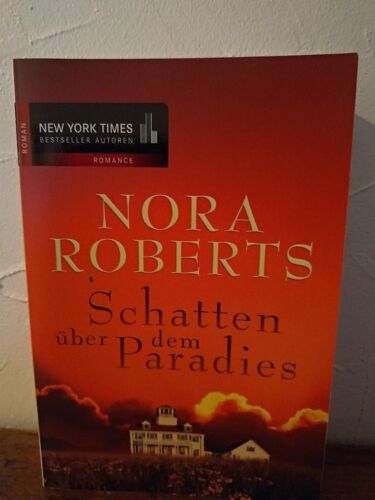 ROMAN
NEW YORK TIMES
BESTSELLER AUTOREN
ROMANCE
NORA
ROBERTS
Schatten
über dem
Paradies